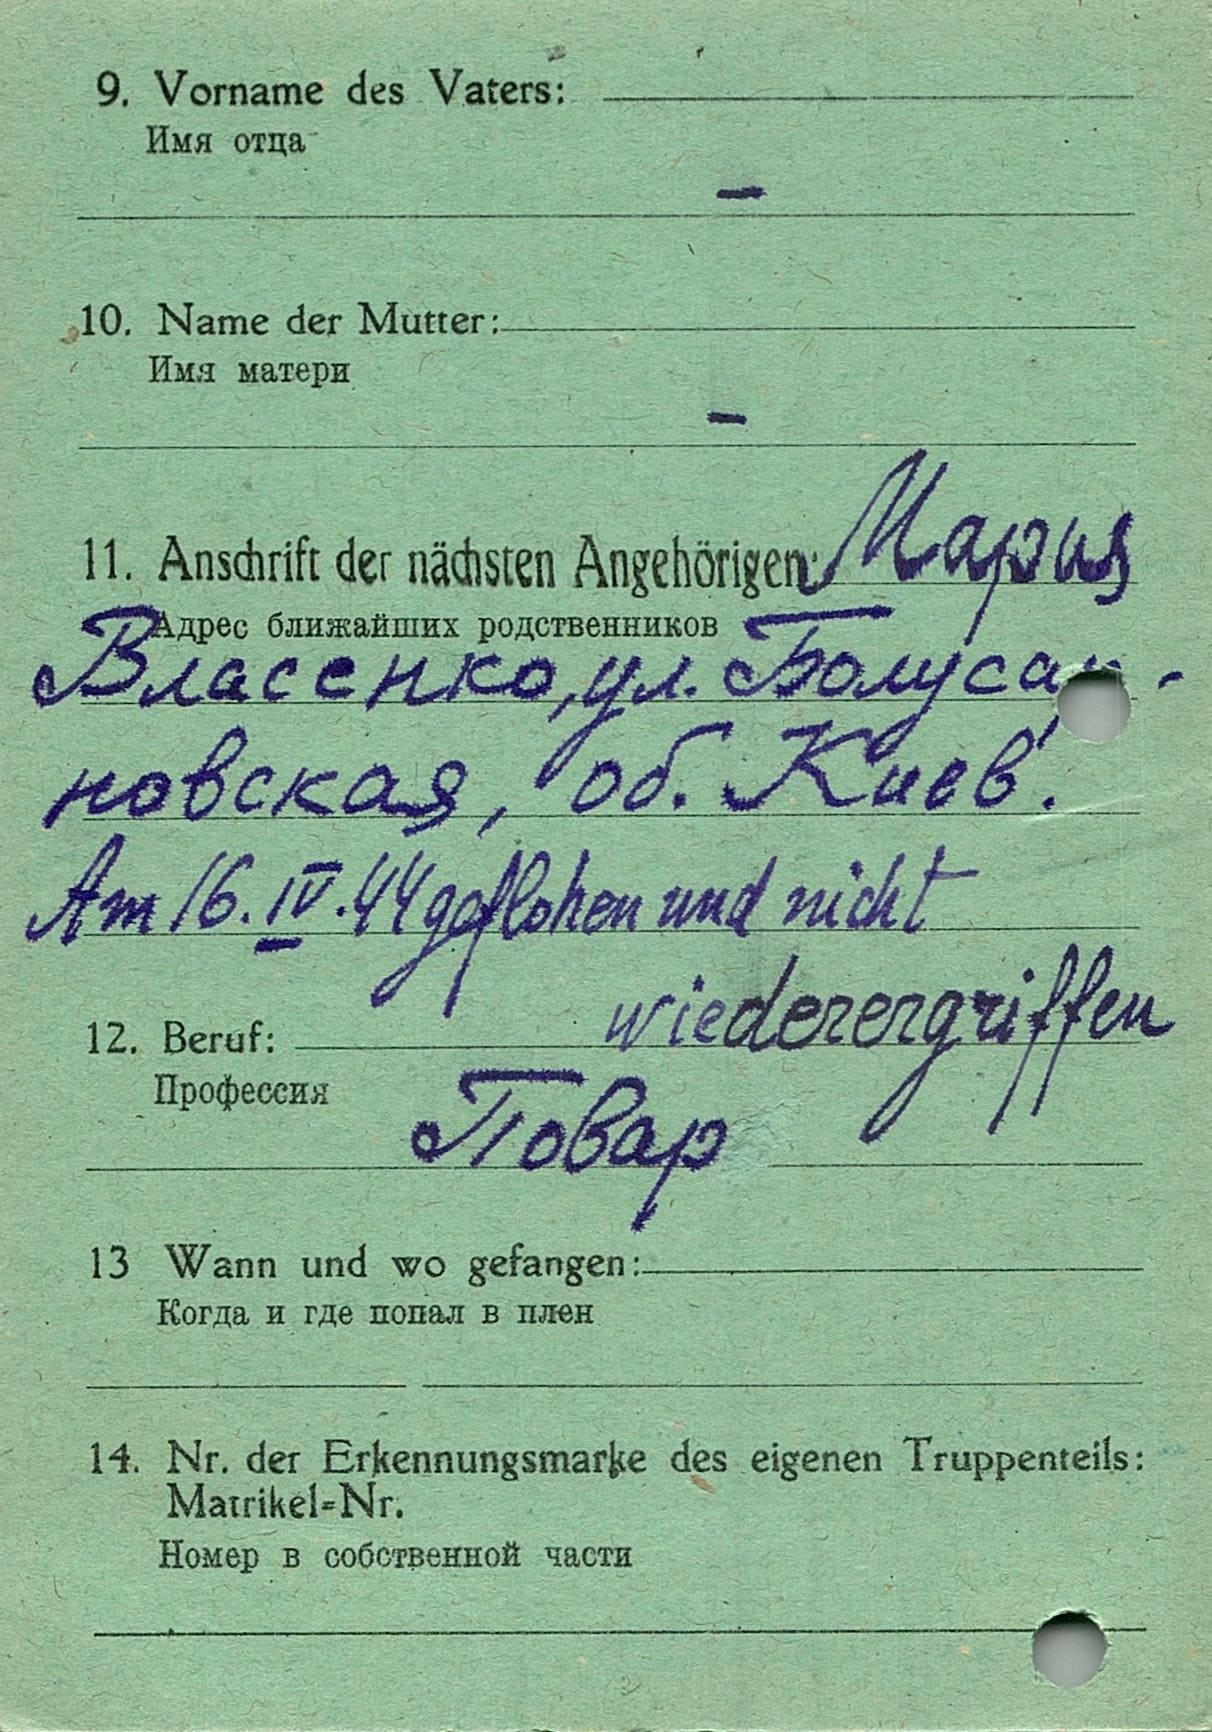 9. Vorname des Vaters:
Имя отца
–
10. Name der Mutter:
Имя матери
–
11. Anschrift der nächsten Angehörigen: Мария
Адрес ближайших родственников
Власенко, ул.
новская, об. Киев.
Am 16. IV. 44 geflohen und nicht
wiederergriffen
12. Beruf:
Профессия
Повар
13 Wann und wo gefangen:
Когда и где попал в плен
14. Nr. der Erkennungsmarke des eigenen Truppenteils:
Matrikel=Nr.
Номер в собственной части